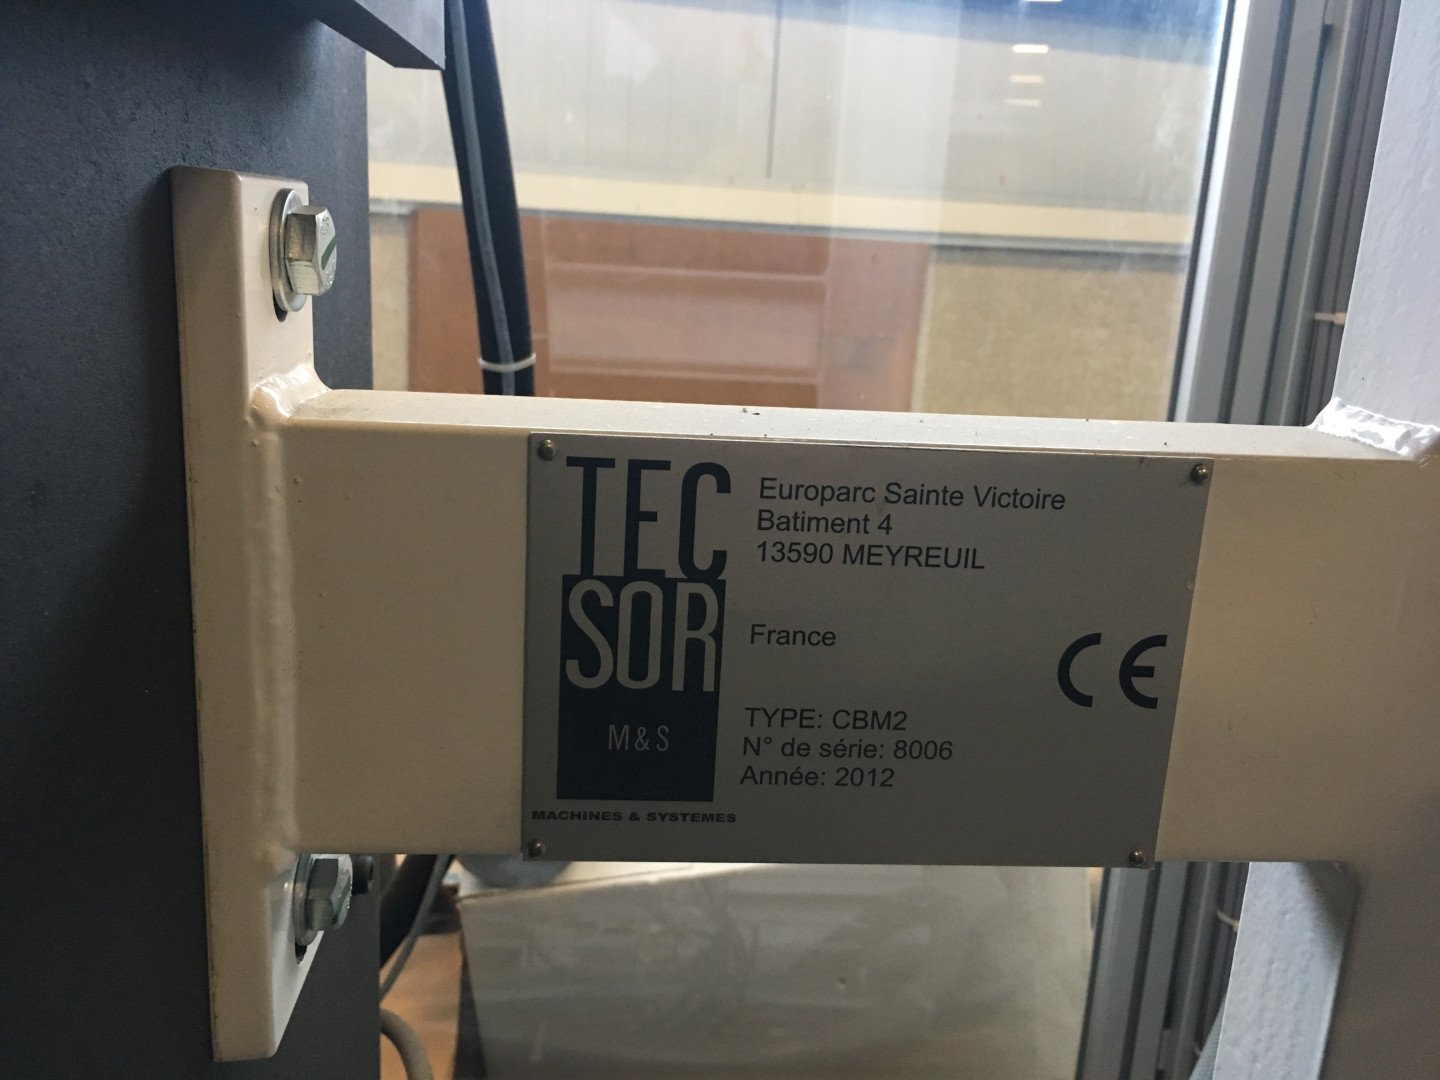 TEC
SOR
M & S
MACHINES & SYSTEMES
Europarc Sainte Victoire
Batiment 4
13590 MEYREUIL
France
CE
TYPE: CBM2
N° de série: 8006
Année: 2012